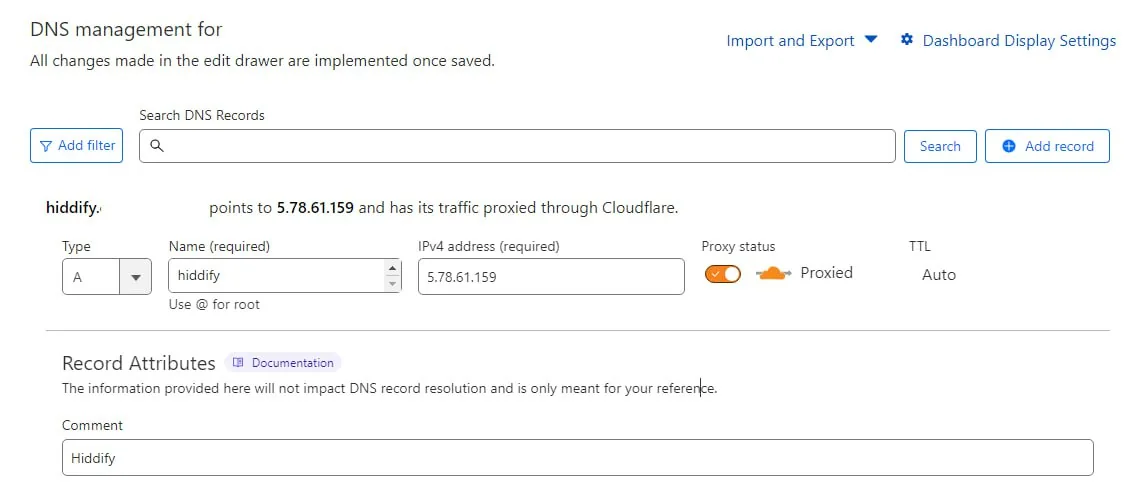 DNS management for
Import and Export
Dashboard Display Settings
All changes made in the edit drawer are implemented once saved.
Search DNS Records
Add filter
Search
Add record
hiddify. points to 5.78.61.159 and has its traffic proxied through Cloudflare.
Type Name (required) IPv4 address (required) Proxy status TTL
A hiddify 5.78.61.159 Proxied Auto
Use @ for root
Record Attributes Documentation
The information provided here will not impact DNS record resolution and is only meant for your reference.
Comment
Hiddify